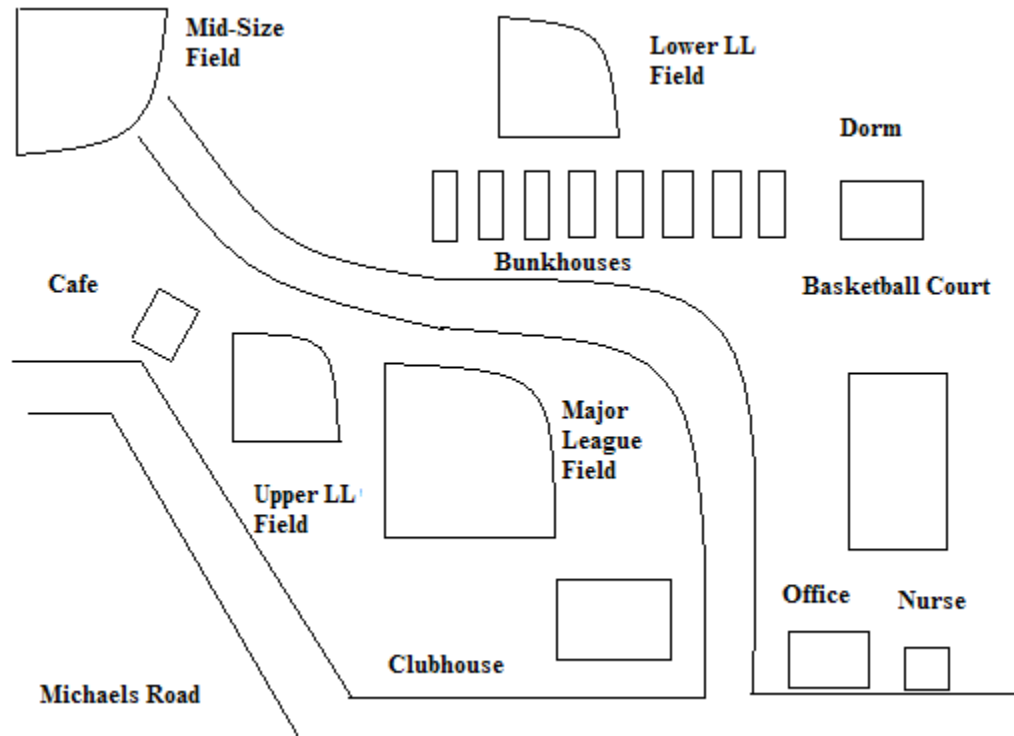 Mid-Size
Field
Lower LL
Field
Dorm
Bunkhouses
Cafe
Basketball Court
Major
League
Field
Upper LL
Field
Office
Nurse
Clubhouse
Michaels Road